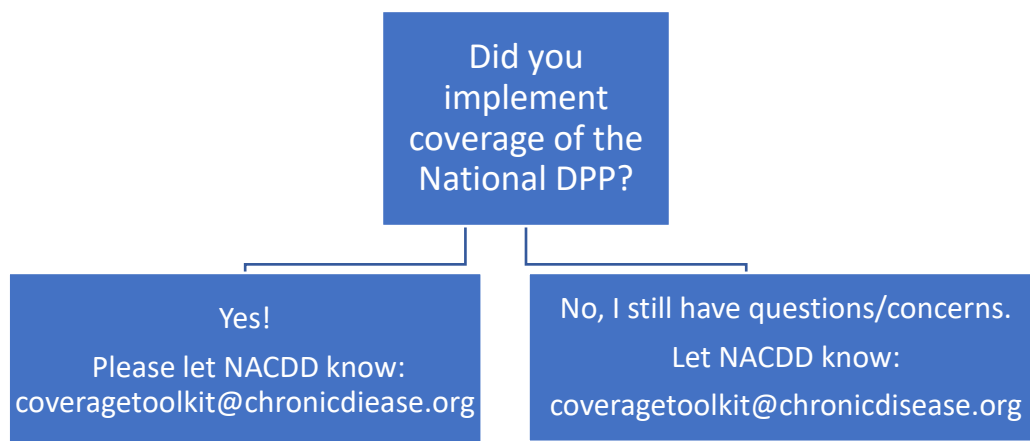 Did you
implement
coverage of the
National DPP?
Yes!
Please let NACDD know:
coveragetoolkit@chronicdiease.org
No, I still have questions/concerns.
Let NACDD know:
coveragetoolkit@chronicdisease.org